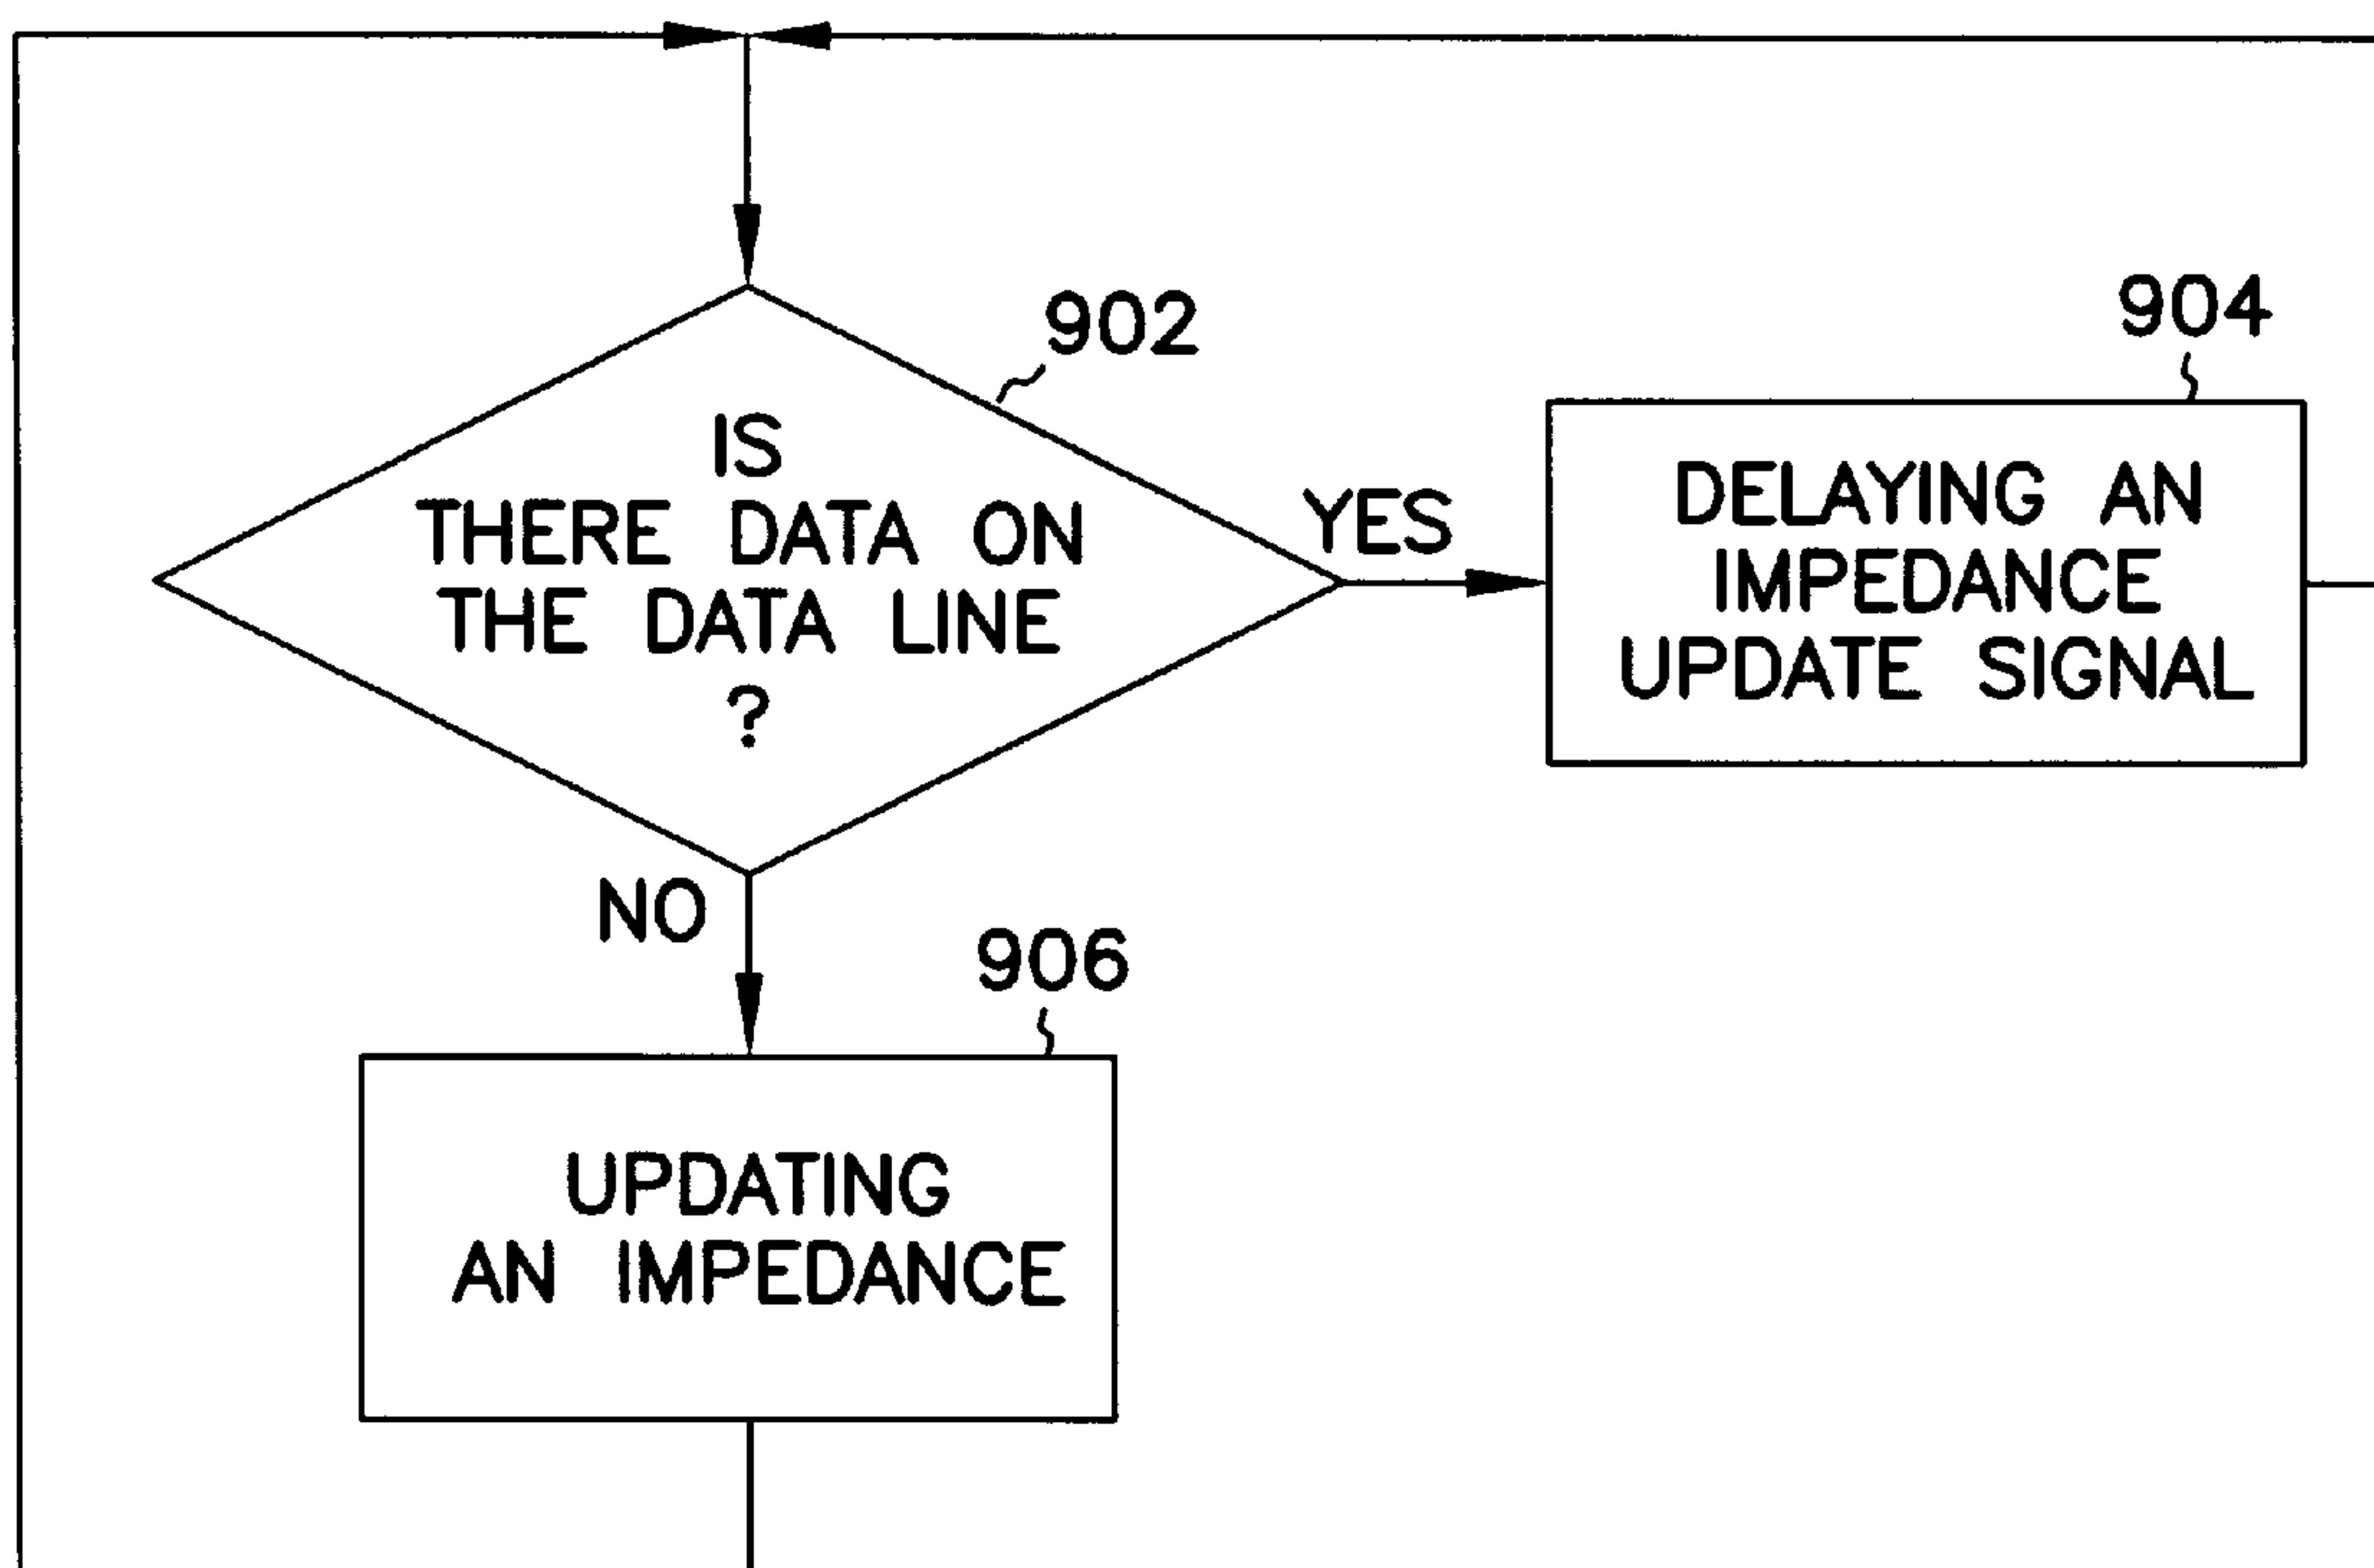 902
IS
THERE DATA ON
THE DATA LINE
?
YES
904
DELAYING AN
IMPEDANCE
UPDATE SIGNAL
NO
906
UPDATING
AN IMPEDANCE